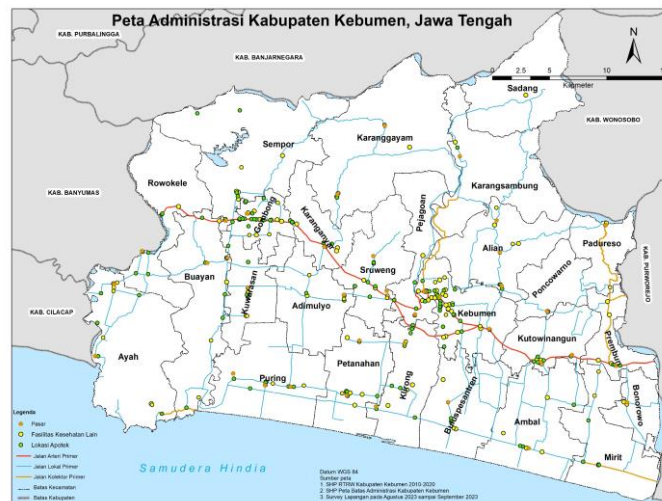 Peta Administrasi Kabupaten Kebumen, Jawa Tengah
KAB. PURBALINGGA
KAB. BANJARNEGARA
N
0 2.5 5 10
Kilometer
Sadang
KAB. WONOSOBO
Karanggayam
Sempor
Rowokele
KAB. BANYUMAS
Karangsambung
Gombong
Karanganyar
Pejagoan
Alian
Padureso
Sruweng
Poncowarno
KAB. PURWOREJO
Buayan
Kuwarasan
Adimulyo
Kebumen
KAB. CILACAP
Kutowinangun
Prembun
Ayah
Petanahan
Klirong
Puring
Buluspesantren
Bonorowo
Ambal
Mirit
Legenda
Pasar
Fasilitas Kesehatan Lain
Lokasi Apotek
Jalan Arteri Primer
Jalan Lokal Primer
Jalan Kolektor Primer
Batas Kecamatan
Batas Kabupaten
Samudera Hindia
Datum WGS 84
Sumber peta:
1. SHP RTRW Kabupaten Kebumen 2010-2020
2. SHP Peta Batas Administrasi Kabupaten Kebumen
3. Survey Lapangan pada Agustus 2023 sampai September 2023